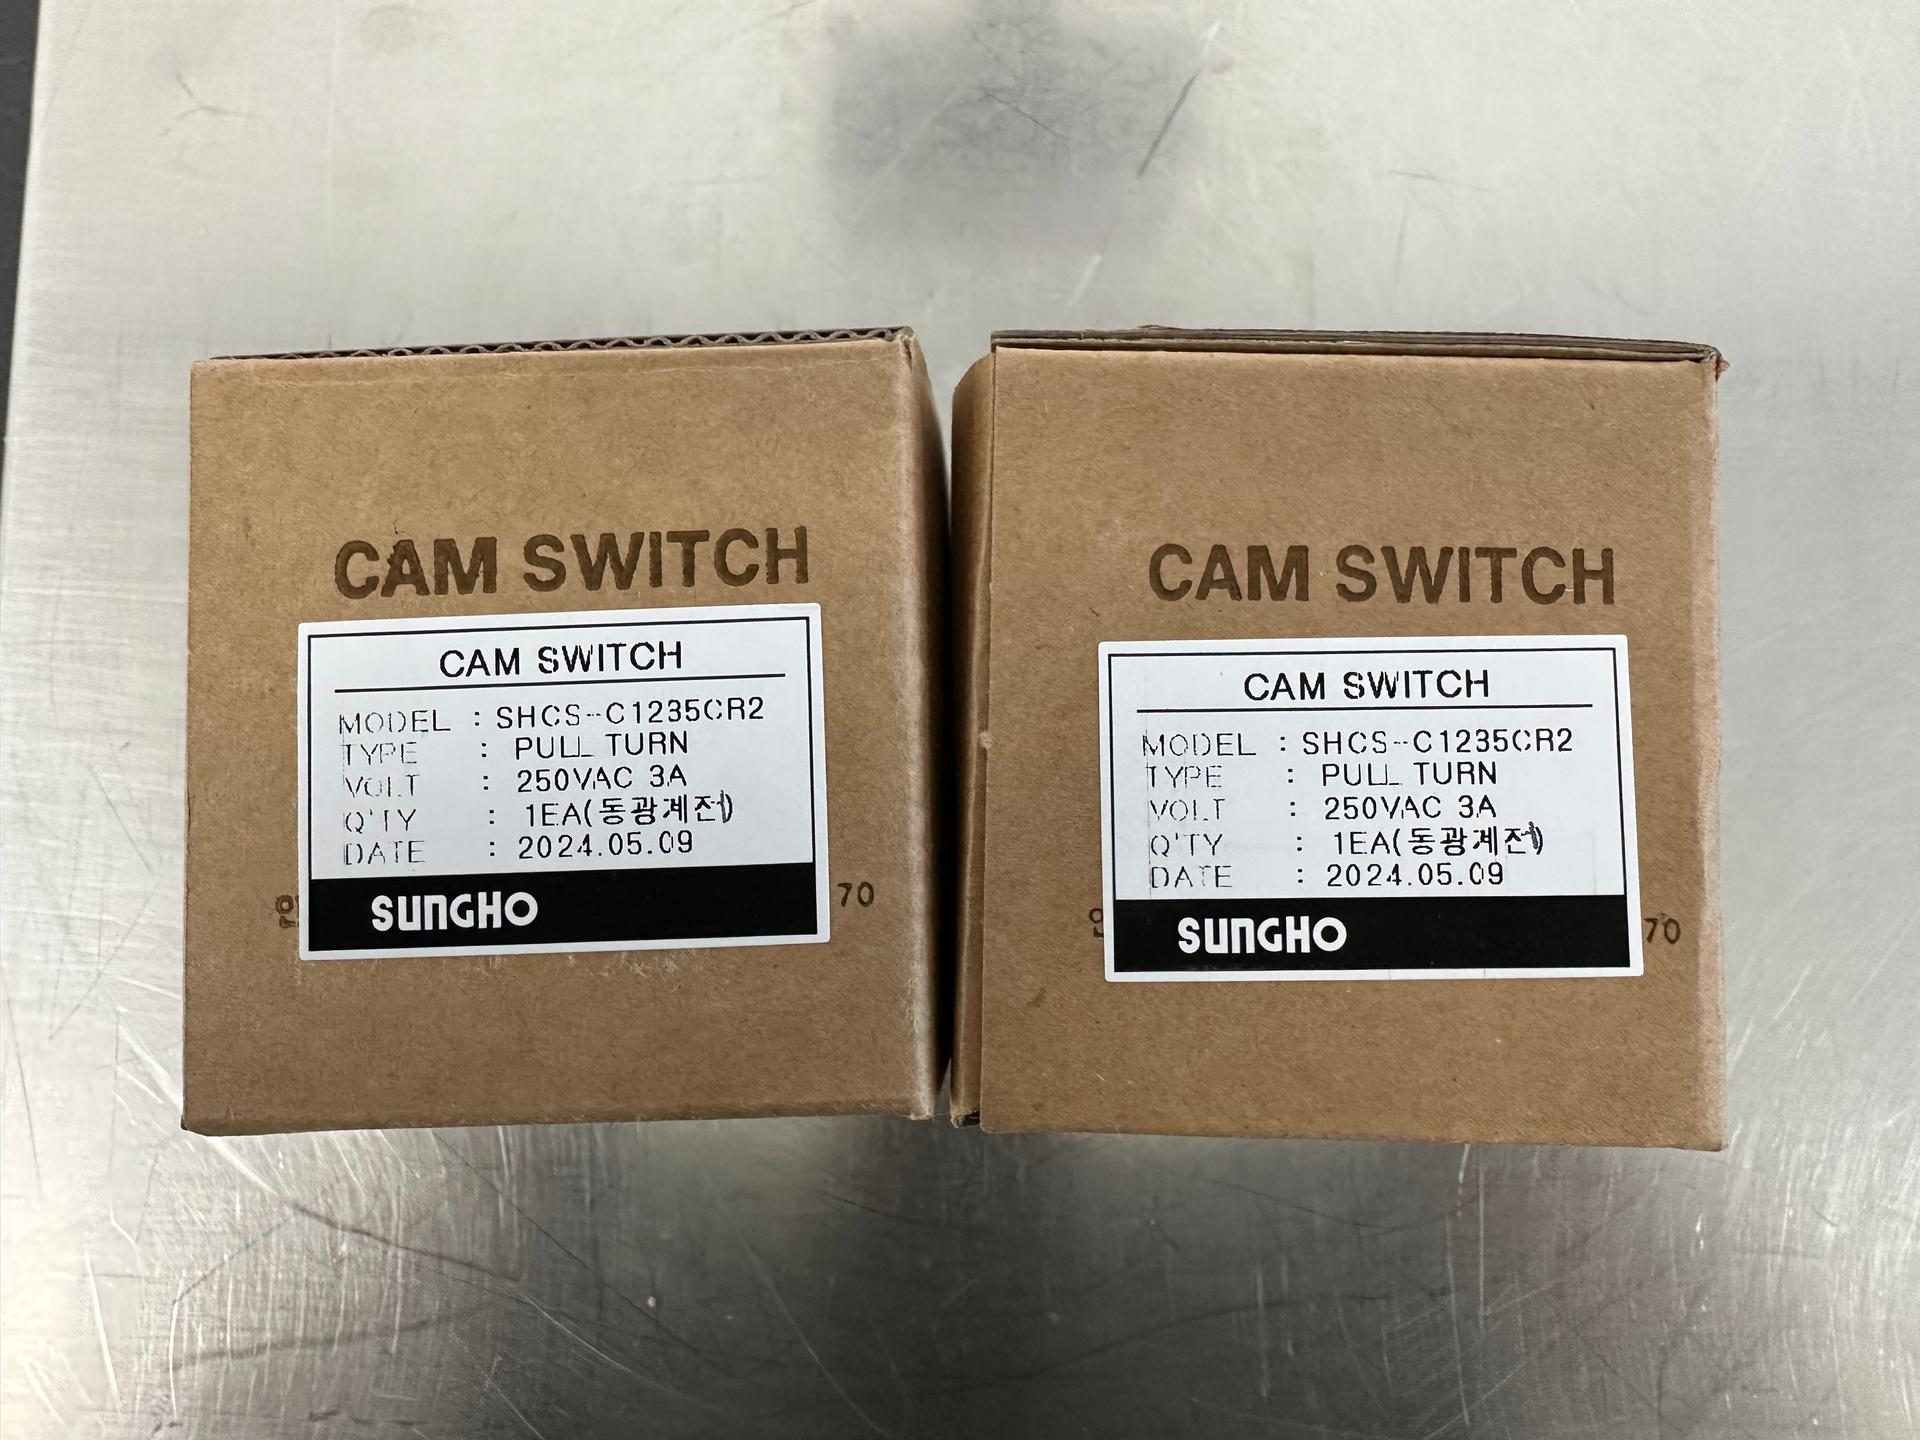 CAM SWITCH
CAM SWITCH
MODEL : SHCS-C1235CR2
TYPE : PULL TURN
VOLT : 250VAC 3A
Q'TY : 1EA(동광계전)
DATE : 2024.05.09
SUNGHO
70
CAM SWITCH
CAM SWITCH
MODEL : SHCS-C1235CR2
TYPE : PULL TURN
VOLT : 250VAC 3A
Q'TY : 1EA(동광계전)
DATE : 2024.05.09
SUNGHO
70